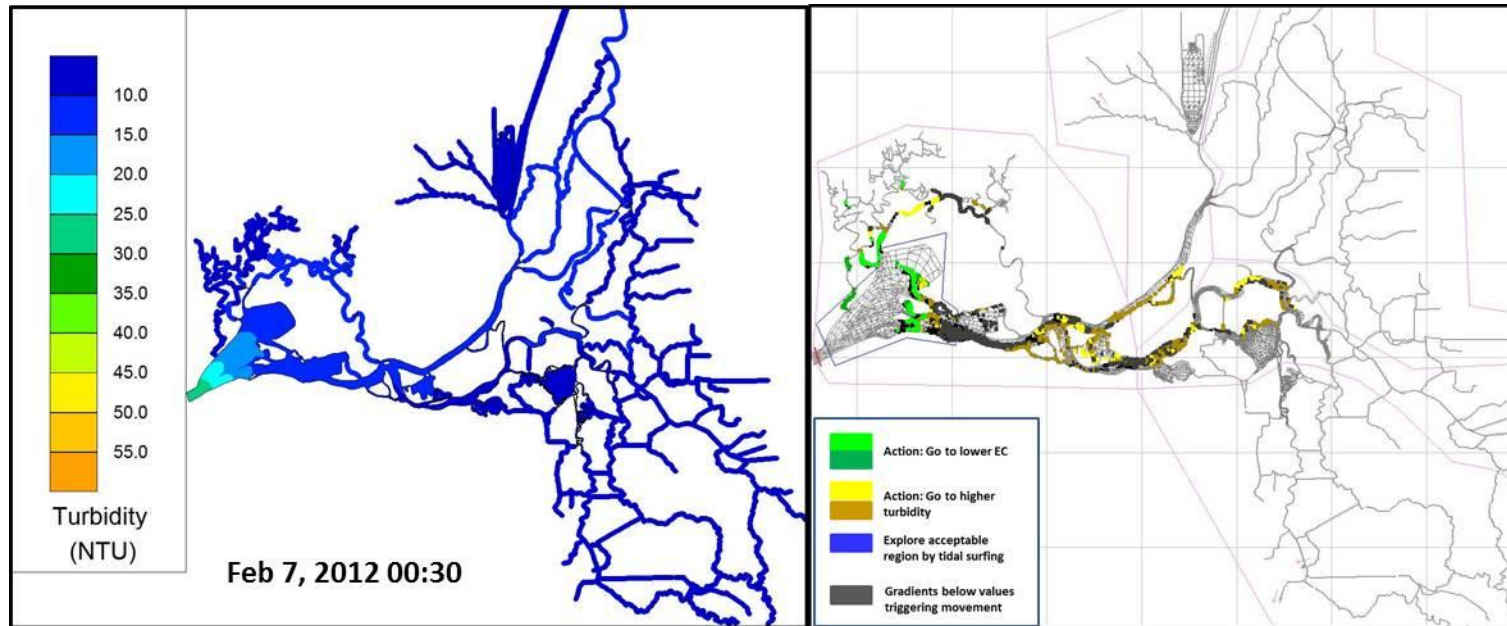 10.0
15.0
20.0
25.0
30.0
35.0
40.0
45.0
50.0
55.0
Turbidity
(NTU)
Feb 7, 2012 00:30
Action: Go to lower EC
Action: Go to higher
turbidity
Explore acceptable
region by tidal surfing
Gradients below values
triggering movement